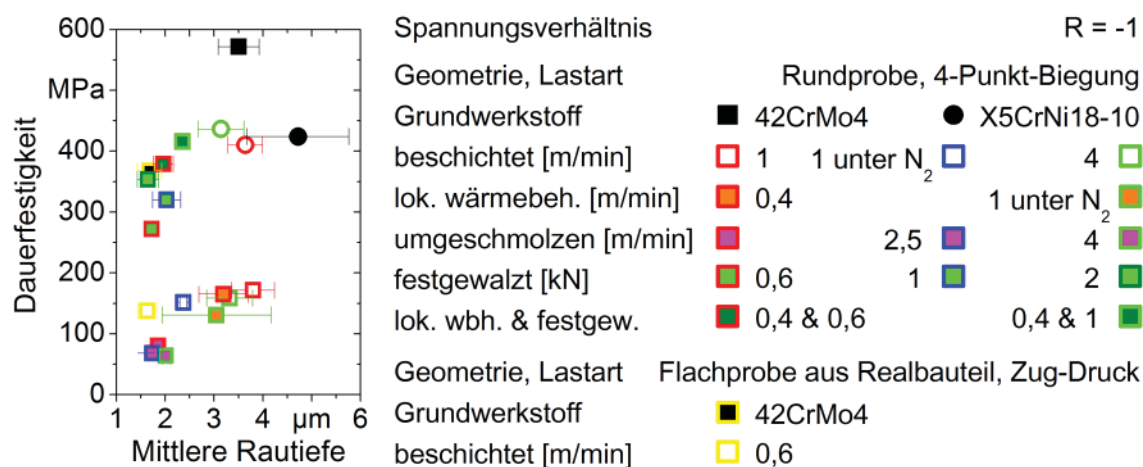 600
MPa
400
300
200
100
0
1 2 3 4 µm 6
Dauerfestigkeit
Mittlere Rautiefe
Spannungsverhältnis R = -1
Geometrie, Lastart Rundprobe, 4-Punkt-Biegung
Grundwerkstoff 42CrMo4 X5CrNi18-10
beschichtet [m/min] 1 1 unter N₂ 4
lok. wärmebeh. [m/min] 0,4 1 unter N₂
umgeschmolzen [m/min] 2,5 4
festgewalzt [kN] 0,6 1 2
lok. wbh. & festgew. 0,4 & 0,6 0,4 & 1
Geometrie, Lastart Flachprobe aus Realbauteil, Zug-Druck
Grundwerkstoff 42CrMo4
beschichtet [m/min] 0,6